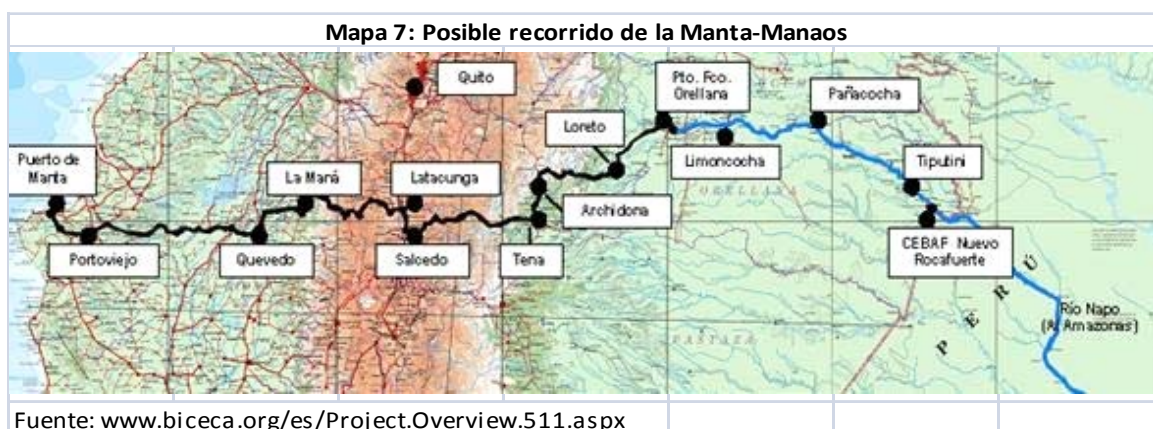 Mapa 7: Posible recorrido de la Manta-Manaos
Quito
Pto. Fco.
Orellana
Pañacocha
Loreto
Puerto de
Manta
La Maná
Latacunga
Limoncocha
Tiputini
ORELLANA
Archidona
Portoviejo
Quevedo
Salcedo
Tena
CEBAF Nuevo
Rocafuerte
PERÚ
Río Napo
(A. Amazonas)
PASTAZA
Fuente: www.biceca.org/es/Project.Overview.511.aspx